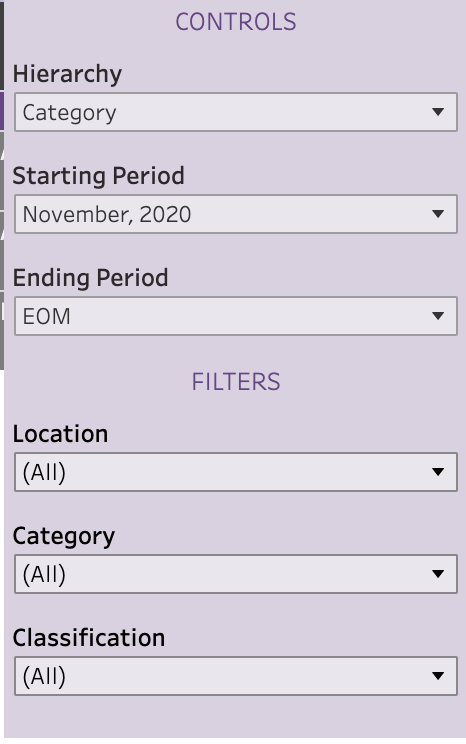 CONTROLS
Hierarchy
Category
Starting Period
November, 2020
Ending Period
EOM
FILTERS
Location
(All)
Category
(All)
Classification
(All)